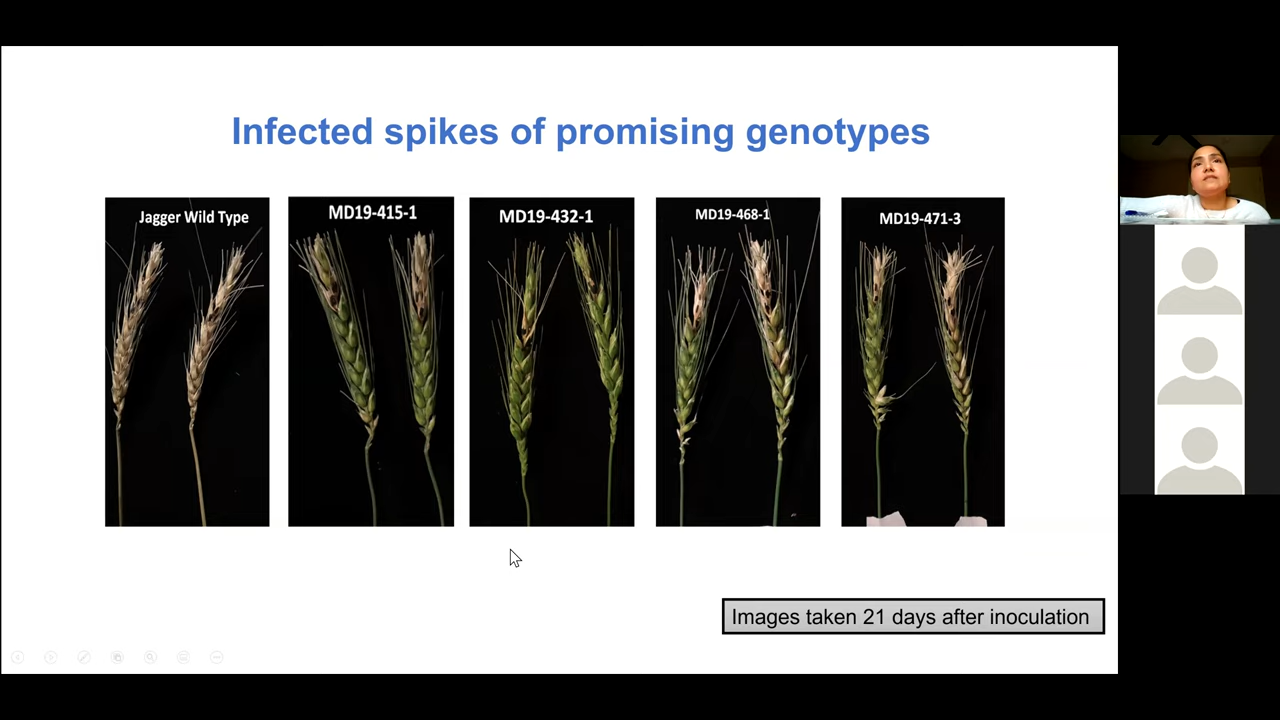 Infected spikes of promising genotypes
Jagger Wild Type
MD19-415-1
MD19-432-1
MD19-468-1
MD19-471-3
Images taken 21 days after inoculation